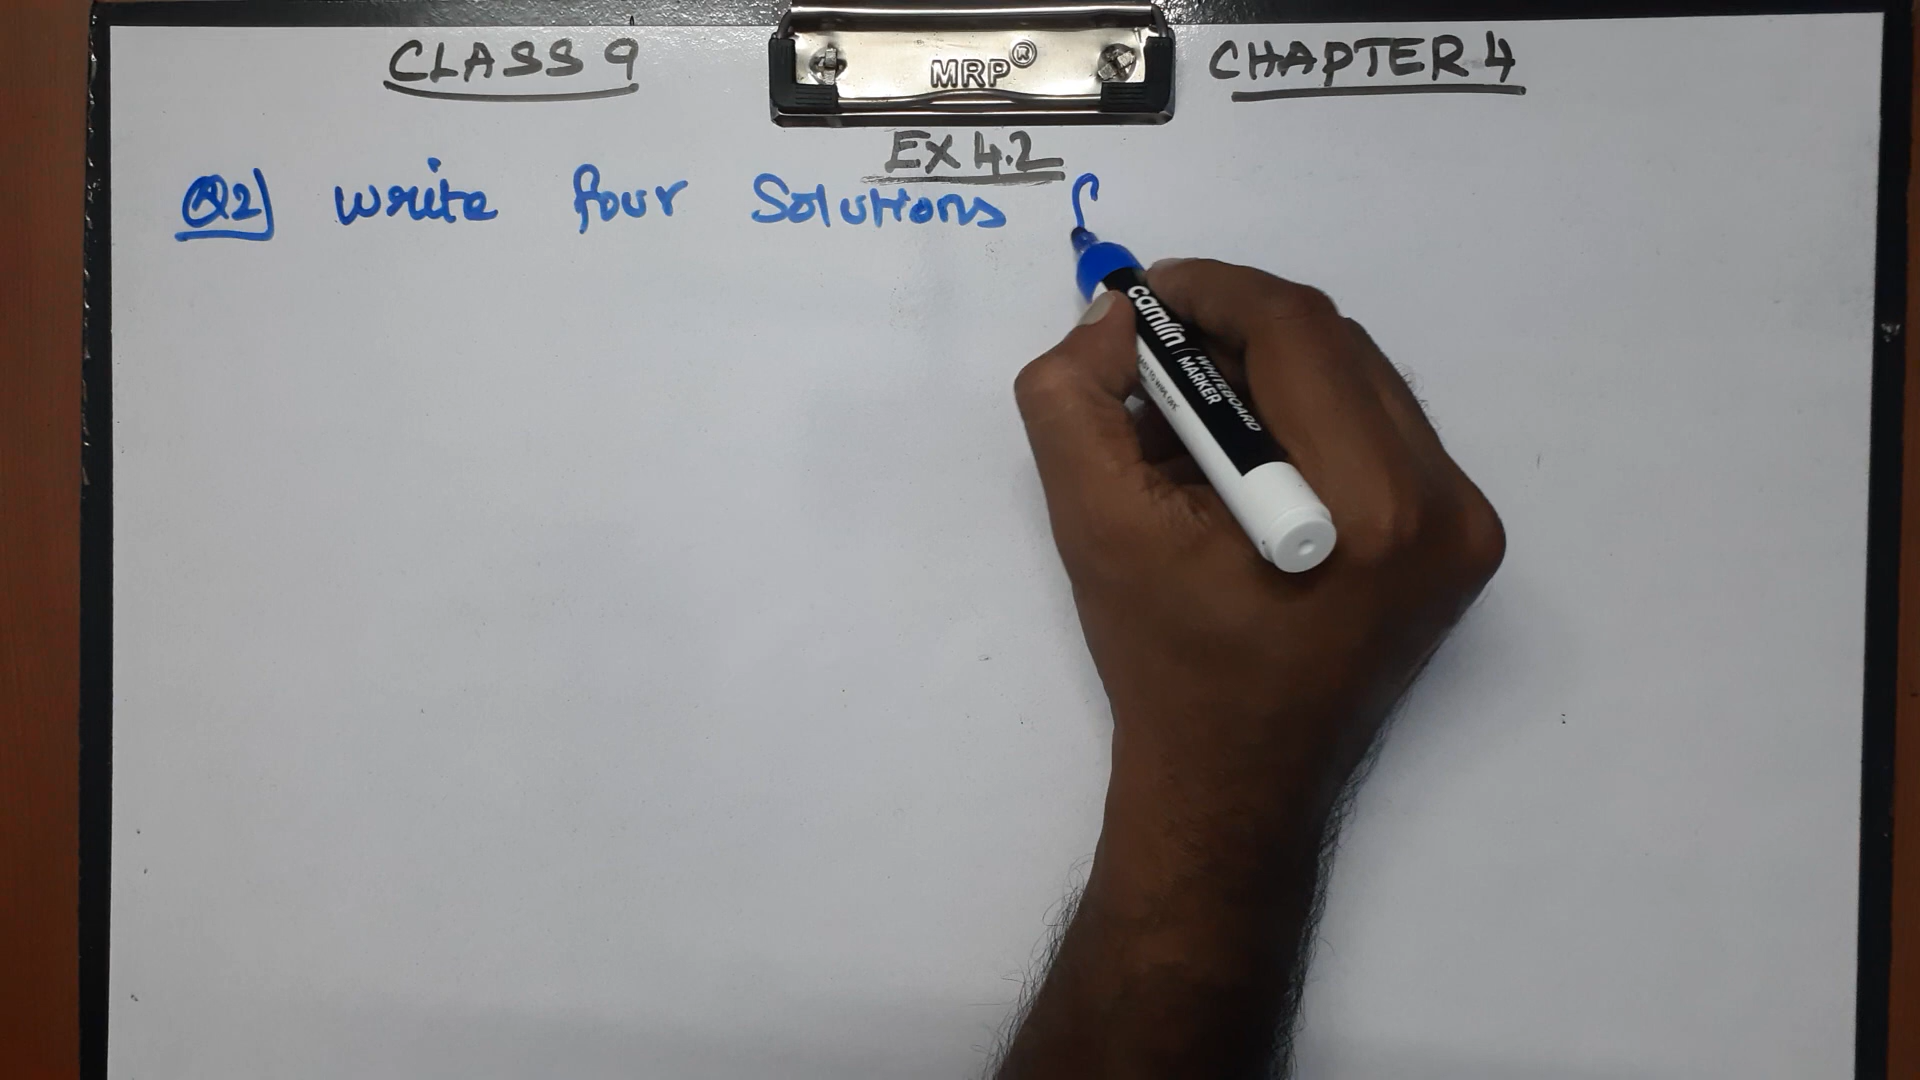 CLASS 9
MRP®
CHAPTER 4
EX 4.2
Q2) Write four Solutions f
camlin WHITEBOARD MARKER